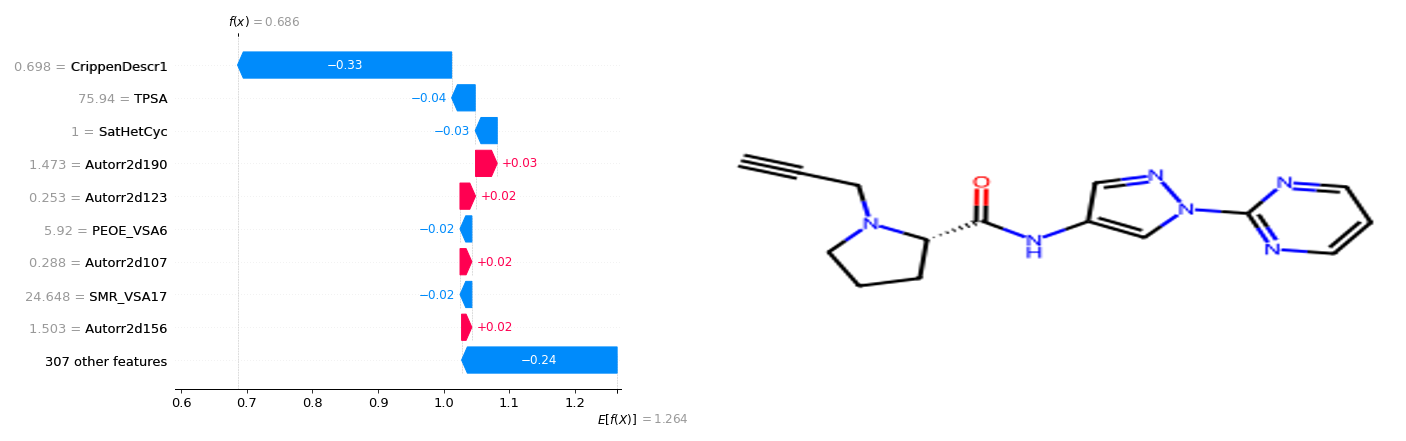 f(x) = 0.686
0.698 = CrippenDescr1
−0.33
75.94 = TPSA
−0.04
1 = SatHetCyc
−0.03
1.473 = Autorr2d190
+0.03
0.253 = Autorr2d123
+0.02
5.92 = PEOE_VSA6
−0.02
0.288 = Autorr2d107
+0.02
24.648 = SMR_VSA17
−0.02
1.503 = Autorr2d156
+0.02
307 other features
−0.24
0.6 0.7 0.8 0.9 1.0 1.1 1.2
E[f(X)] = 1.264
O
N
N
H
N
N
N
N